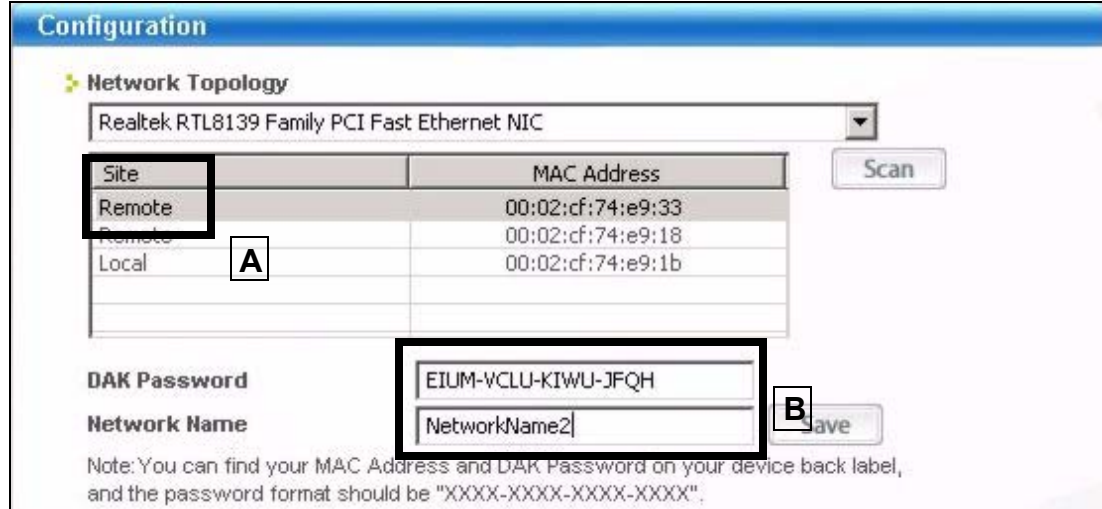 Configuration
Network Topology
Realtek RTL8139 Family PCI Fast Ethernet NIC
Site MAC Address Scan
Remote 00:02:cf:74:e9:33
Remote 00:02:cf:74:e9:18
Local 00:02:cf:74:e9:1b
A
DAK Password EIUM-VCLU-KIWU-JFQH
Network Name NetworkName2 B Save
Note: You can find your MAC Address and DAK Password on your device back label,
and the password format should be "XXXX-XXXX-XXXX-XXXX".